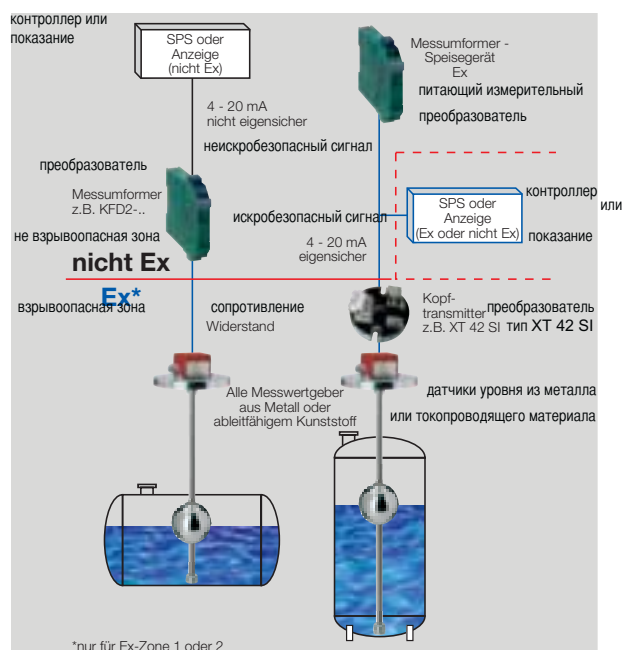 контроллер или
показание
SPS oder
Anzeige
(nicht Ex)
Messumformer -
Speisegerät
Ex
питающий измерительный
преобразователь
4 - 20 mA
nicht eigensicher
неискробезопасный сигнал
преобразователь
Messumformer
z.B. KFD2-..
искробезопасный сигнал
SPS oder
Anzeige
(Ex oder nicht Ex)
контроллер
или
показание
не взрывоопасная зона
4 - 20 mA
eigensicher
nicht Ex
Ex*
взрывоопасная зона
сопротивление
Widerstand
Kopf-
transmitter
z.B. XT 42 SI
преобразователь
тип XT 42 SI
Alle Messwertgeber
aus Metall oder
ableitfähigem Kunststoff
датчики уровня из металла
или токопроводящего материала
*nur für Ex-Zone 1 oder 2